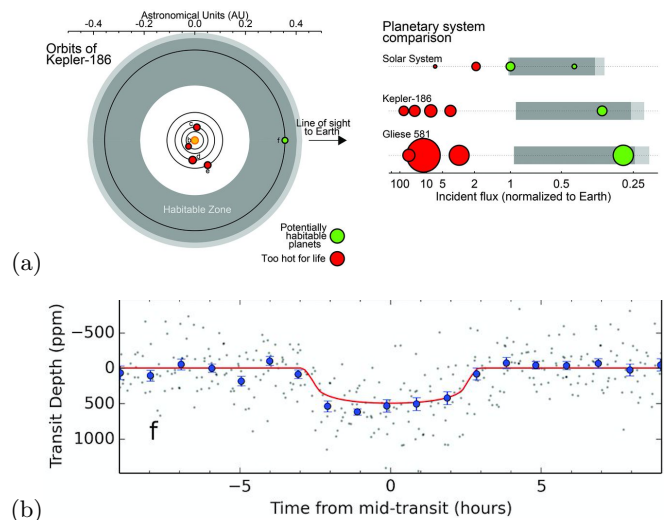 Astronomical Units (AU)
-0.4 -0.2 0.0 0.2 0.4
Orbits of
Kepler-186
c
b
d
e
f
Line of sight
to Earth
Habitable Zone
Potentially
habitable
planets
Too hot for life
Planetary system
comparison
Solar System
Kepler-186
Gliese 581
100 10 5 2 1 0.5 0.25
Incident flux (normalized to Earth)
(a)
Transit Depth (ppm)
−500
0
500
1000
f
−5 0 5
Time from mid-transit (hours)
(b)